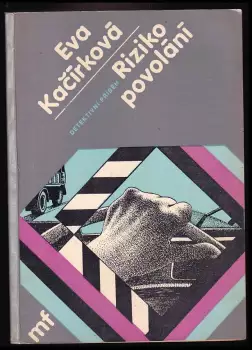 Eva
Kačírková
DETEKTIVNÍ PŘÍBĚH
Riziko
povolání
mf